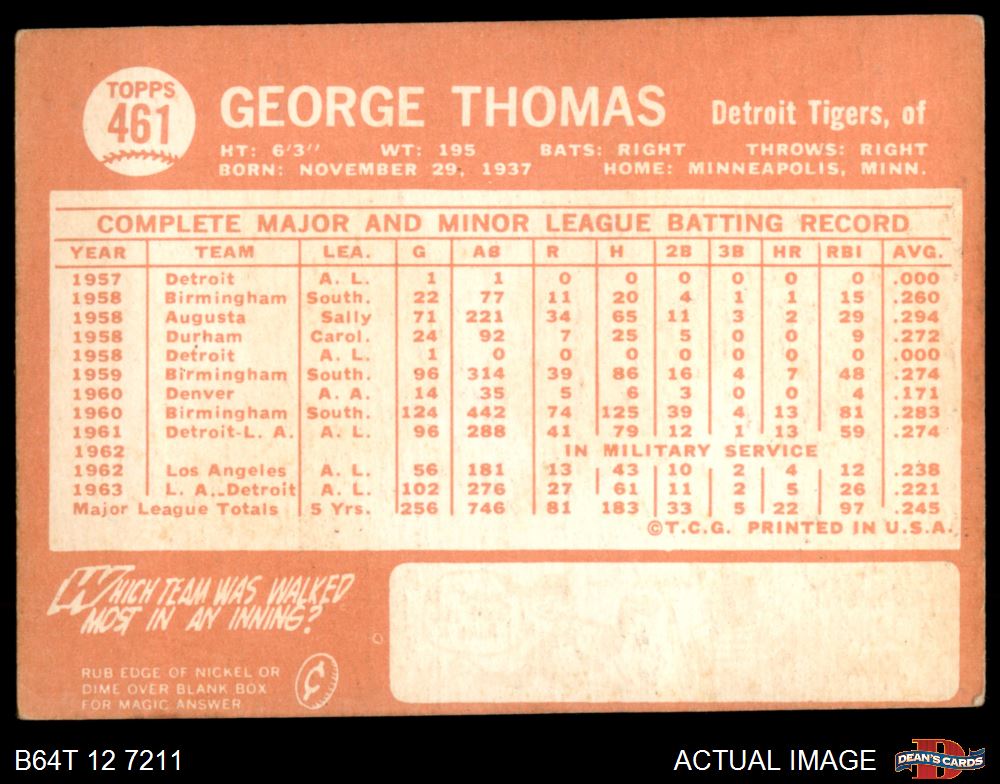 TOPPS
461
GEORGE THOMAS Detroit Tigers, of
HT: 6'3" WT: 195 BATS: RIGHT THROWS: RIGHT
BORN: NOVEMBER 29, 1937 HOME: MINNEAPOLIS, MINN.
COMPLETE MAJOR AND MINOR LEAGUE BATTING RECORD
YEAR TEAM LEA. G AB R H 2B 3B HR RBI AVG.
1957 Detroit A. L. 1 1 0 0 0 0 0 0 .000
1958 Birmingham South. 22 77 11 20 4 1 1 15 .260
1958 Augusta Sally 71 221 34 65 11 3 2 29 .294
1958 Durham Carol. 24 92 7 25 5 0 0 9 .272
1958 Detroit A. L. 1 0 0 0 0 0 0 0 .000
1959 Birmingham South. 96 314 39 86 16 4 7 48 .274
1960 Denver A. A. 14 35 5 6 3 0 0 4 .171
1960 Birmingham South. 124 442 74 125 39 4 13 81 .283
1961 Detroit-L. A. A. L. 96 288 41 79 12 1 13 59 .274
1962 IN MILITARY SERVICE
1962 Los Angeles A. L. 56 181 13 43 10 2 4 12 .238
1963 L. A.-Detroit A. L. 102 276 27 61 11 2 5 26 .221
Major League Totals 5 Yrs. 256 746 81 183 33 5 22 97 .245
©T.C.G. PRINTED IN U.S.A.
WHICH TEAM WAS WALKED
MOST IN AN INNING?
RUB EDGE OF NICKEL OR
DIME OVER BLANK BOX
FOR MAGIC ANSWER
¢
B64T 12 7211 ACTUAL IMAGE DEAN'S CARDS